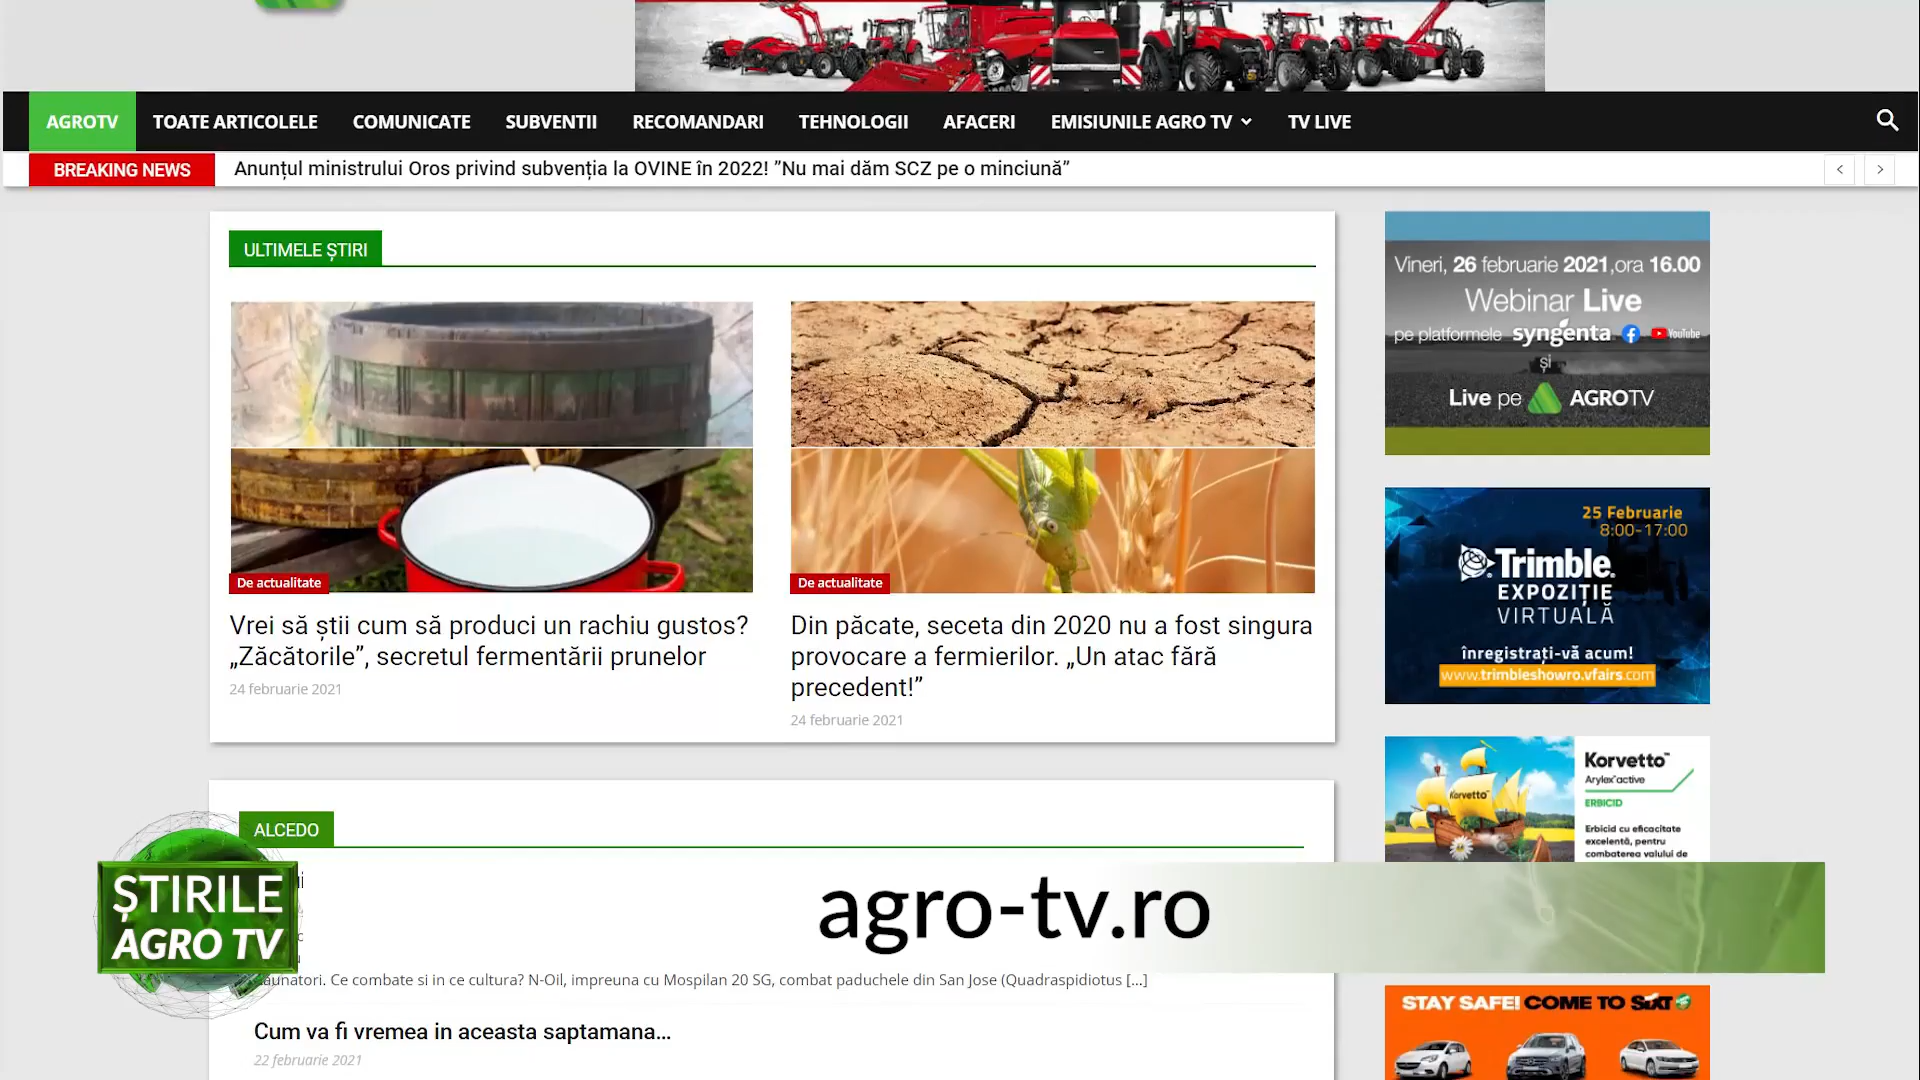 AGROTV TOATE ARTICOLELE COMUNICATE SUBVENTII RECOMANDARI TEHNOLOGII AFACERI EMISIUNILE AGRO TV TV LIVE
BREAKING NEWS Anunțul ministrului Oros privind subvenția la OVINE în 2022! ”Nu mai dăm SCZ pe o minciună”
ULTIMELE ȘTIRI
De actualitate
Vrei să știi cum să produci un rachiu gustos?
„Zăcătorile”, secretul fermentării prunelor
24 februarie 2021
De actualitate
Din păcate, seceta din 2020 nu a fost singura
provocare a fermierilor. „Un atac fără
precedent!”
24 februarie 2021
Vineri, 26 februarie 2021,ora 16.00
Webinar Live
pe platformele syngenta YouTube
și
Live pe AGROTV
25 Februarie
8:00-17:00
Trimble.
EXPOZIȚIE
VIRTUALĂ
înregistrați-vă acum!
www.trimbleshowro.vfairs.com
Korvetto
Korvetto™
Arylex™active
ERBICID
Erbicid cu eficacitate
excelentă, pentru
combaterea valului de
ALCEDO
ȘTIRILE
AGRO TV
agro-tv.ro
daunatori. Ce combate si in ce cultura? N-Oil, impreuna cu Mospilan 20 SG, combat paduchele din San Jose (Quadraspidiotus [...]
Cum va fi vremea in aceasta saptamana...
22 februarie 2021
STAY SAFE! COME TO SIXT